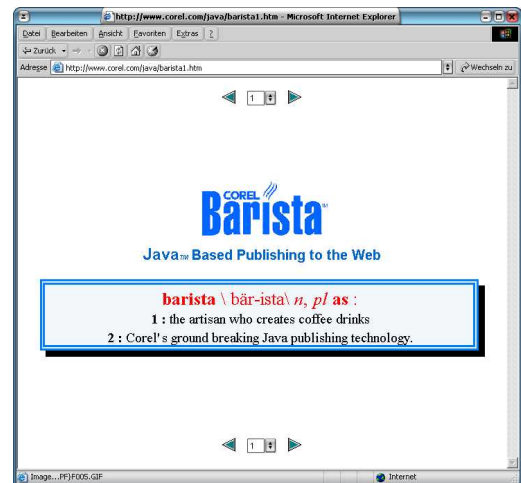 http://www.corel.com/java/barista1.htm - Microsoft Internet Explorer
Datei Bearbeiten Ansicht Favoriten Extras ?
Zurück
Adresse http://www.corel.com/java/barista1.htm Wechseln zu
1
COREL
Barista™
Java™ Based Publishing to the Web
barista \ bär-ista\ n, pl as :
1 : the artisan who creates coffee drinks
2 : Corel's ground breaking Java publishing technology.
1
Image...PF}F005.GIF Internet